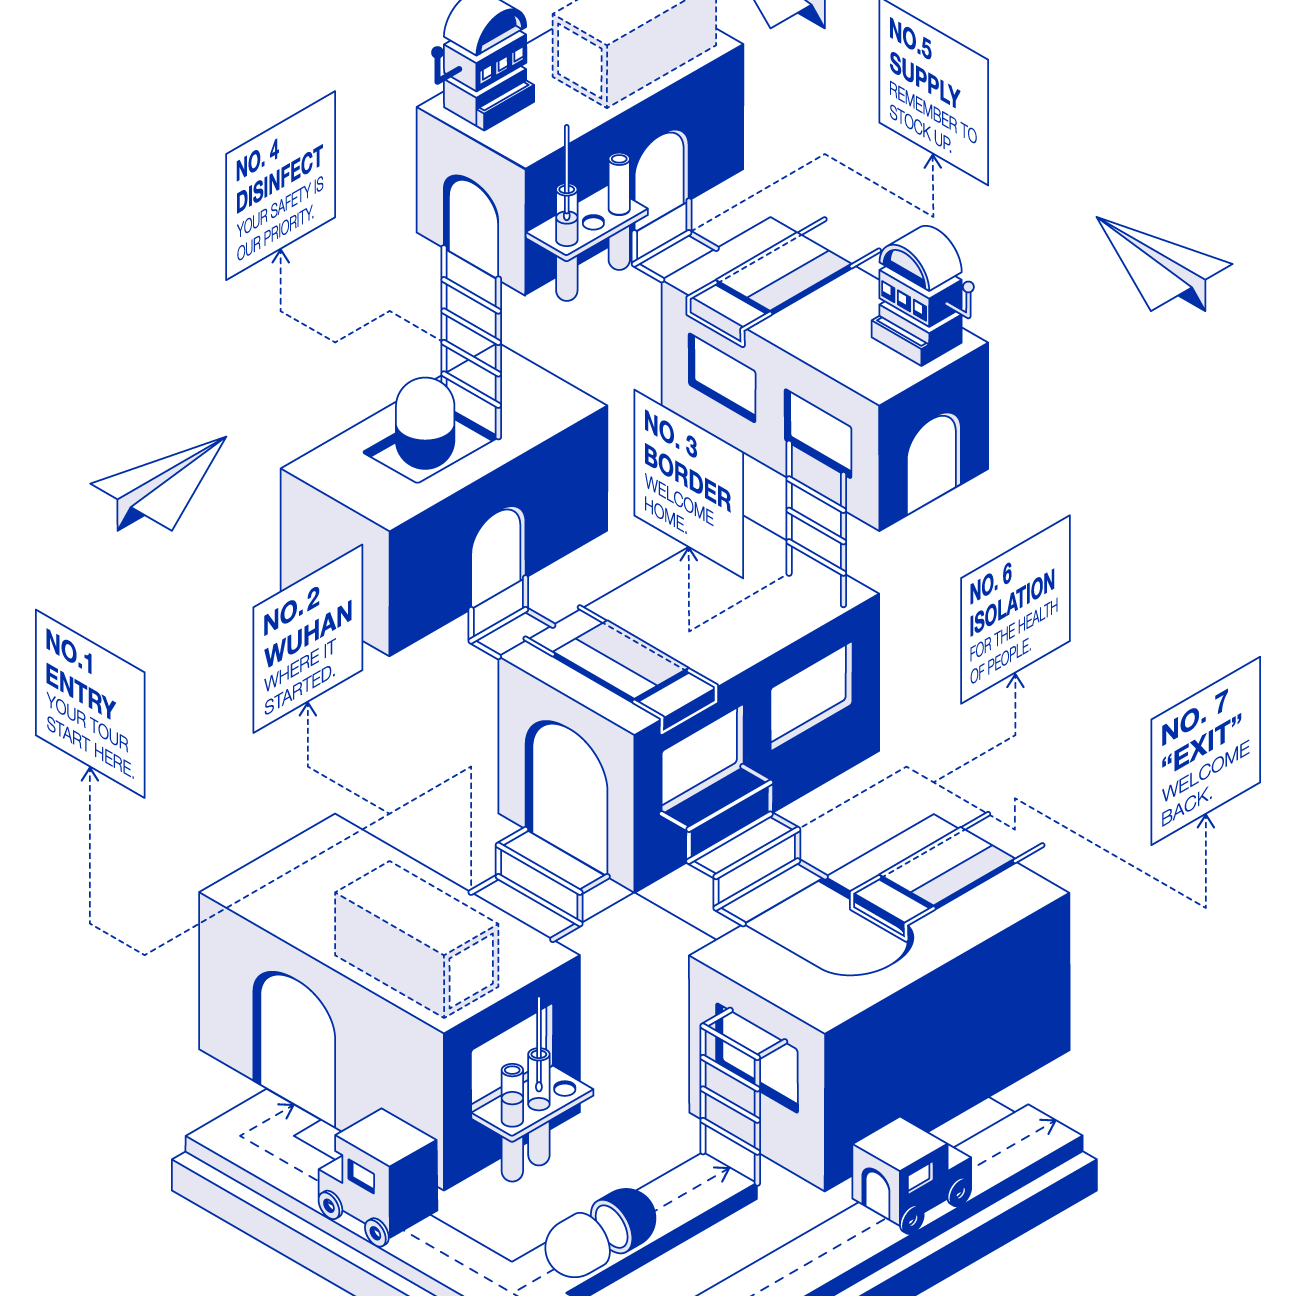 NO.5
SUPPLY
REMEMBER TO
STOCK UP.
NO. 4
DISINFECT
YOUR SAFETY IS
OUR PRIORITY.
NO. 3
BORDER
WELCOME
HOME.
NO. 6
ISOLATION
FOR THE HEALTH
OF PEOPLE.
NO. 2
WUHAN
WHERE IT
STARTED.
NO.1
ENTRY
YOUR TOUR
START HERE.
NO. 7
“EXIT”
WELCOME
BACK.